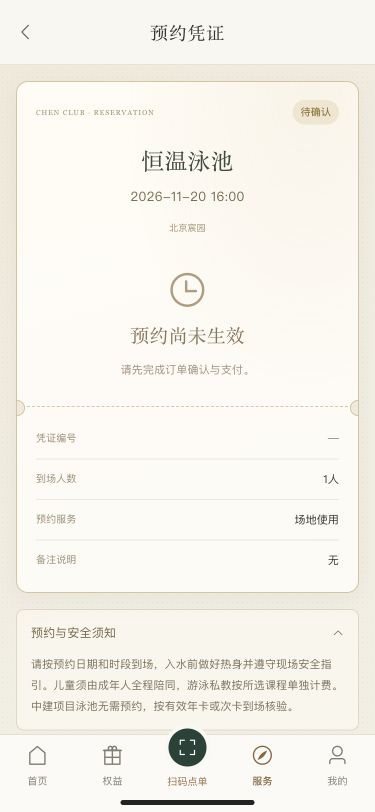 预约凭证
CHEN CLUB · RESERVATION
待确认
恒温泳池
2026-11-20 16:00
北京宸园
预约尚未生效
请先完成订单确认与支付。
凭证编号 —
到场人数 1人
预约服务 场地使用
备注说明 无
预约与安全须知
请按预约日期和时段到场，入水前做好热身并遵守现场安全指
引。儿童须由成年人全程陪同，游泳私教按所选课程单独计费。
中建项目泳池无需预约，按有效年卡或次卡到场核验。
首页 权益 扫码点单 服务 我的